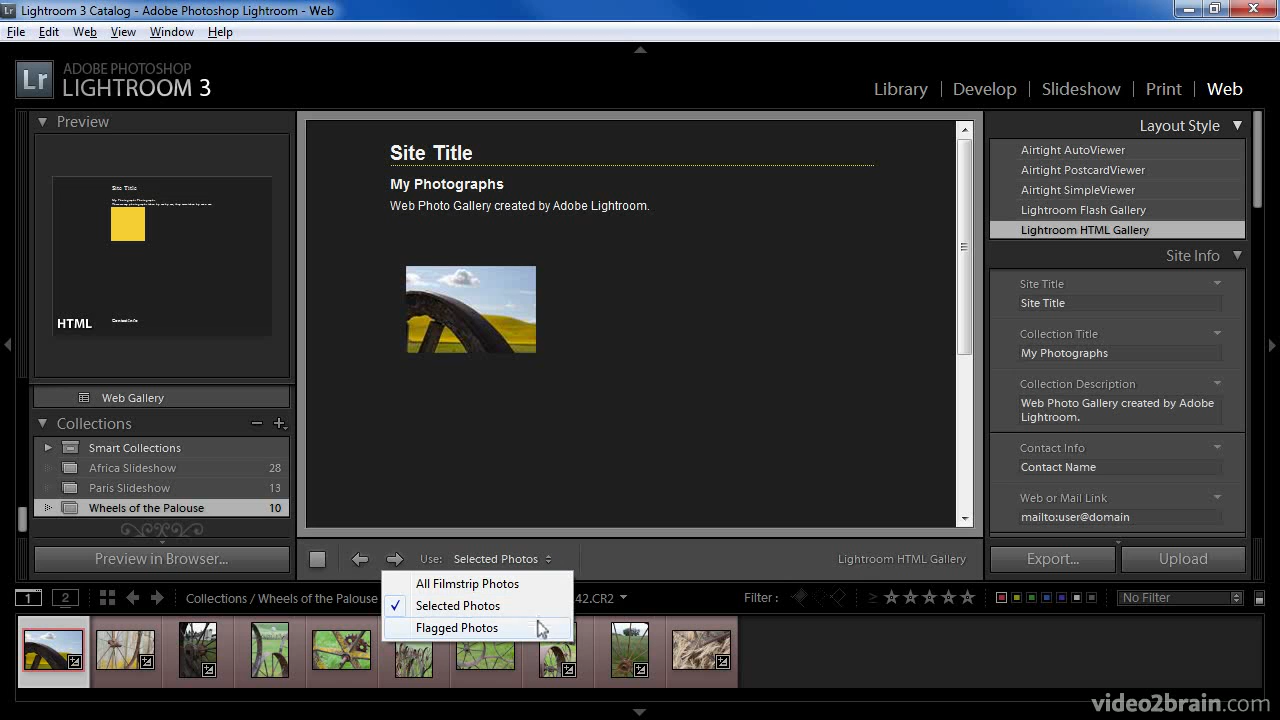 Lightroom 3 Catalog - Adobe Photoshop Lightroom - Web
File Edit Web View Window Help
Lr
ADOBE PHOTOSHOP
LIGHTROOM 3
Library | Develop | Slideshow | Print | Web
Preview
Site Title
HTML
Web Gallery
Collections
Smart Collections
Africa Slideshow 28
Paris Slideshow 13
Wheels of the Palouse 10
Preview in Browser...
Site Title
My Photographs
Web Photo Gallery created by Adobe Lightroom.
Use: Selected Photos
Lightroom HTML Gallery
All Filmstrip Photos
Selected Photos
Flagged Photos
Layout Style
Airtight AutoViewer
Airtight PostcardViewer
Airtight SimpleViewer
Lightroom Flash Gallery
Lightroom HTML Gallery
Site Info
Site Title
Site Title
Collection Title
My Photographs
Collection Description
Web Photo Gallery created by Adobe
Lightroom.
Contact Info
Contact Name
Web or Mail Link
mailto:user@domain
Export... Upload
1 2 Collections / Wheels of the Palouse 42.CR2 Filter : ≥ ★★★★★ No Filter
video2brain.com